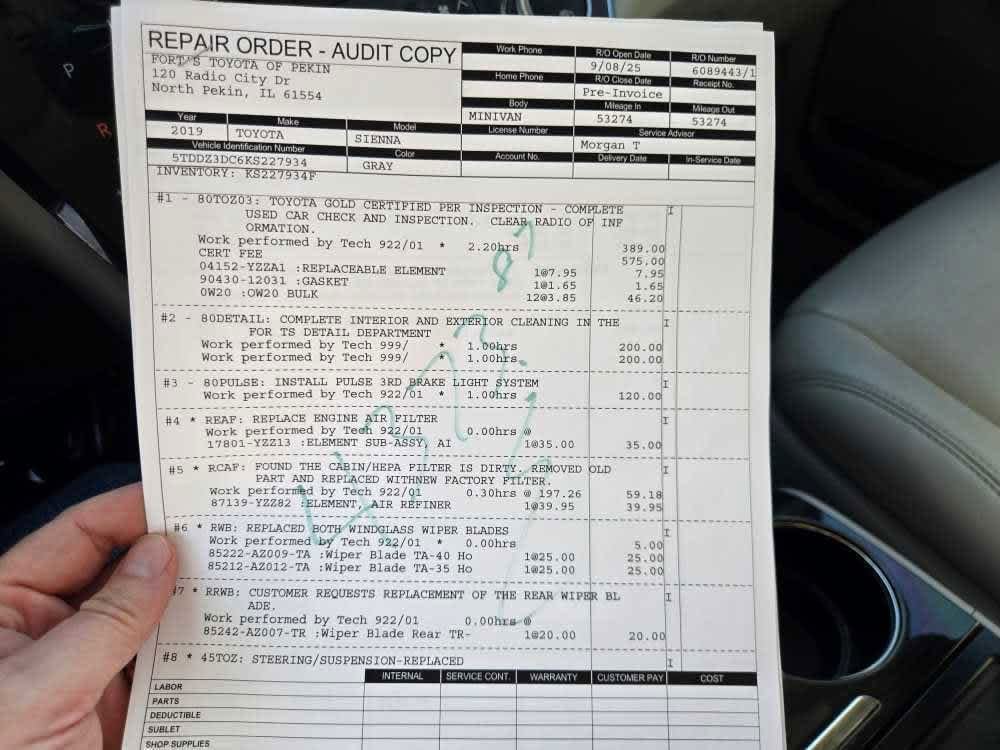 P
R
REPAIR ORDER - AUDIT COPY
FORT'S TOYOTA OF PEKIN
120 Radio City Dr
North Pekin, IL 61554
Work Phone
R/O Open Date
9/08/25
R/O Number
6089443/1
Home Phone
R/O Close Date
Pre-Invoice
Receipt No.
Body
MINIVAN
Mileage In
53274
Mileage Out
53274
Year
2019
Make
TOYOTA
Model
SIENNA
License Number
Service Advisor
Morgan T
Vehicle Identification Number
5TDDZ3DC6KS227934
Color
GRAY
Account No.
Delivery Date
In-Service Date
INVENTORY: KS227934F
#1 - 80TOZ03: TOYOTA GOLD CERTIFIED PER INSPECTION - COMPLETE I
USED CAR CHECK AND INSPECTION. CLEAR RADIO OF INF
ORMATION.
Work performed by Tech 922/01 * 2.20hrs 389.00
CERT FEE 575.00
04152-YZZA1 :REPLACEABLE ELEMENT 1@7.95 7.95
90430-12031 :GASKET 1@1.65 1.65
0W20 :OW20 BULK 12@3.85 46.20
#2 - 80DETAIL: COMPLETE INTERIOR AND EXTERIOR CLEANING IN THE I
FOR TS DETAIL DEPARTMENT
Work performed by Tech 999/ * 1.00hrs 200.00
Work performed by Tech 999/ * 1.00hrs 200.00
#3 - 80PULSE: INSTALL PULSE 3RD BRAKE LIGHT SYSTEM I
Work performed by Tech 922/01 * 1.00hrs 120.00
#4 * REAF: REPLACE ENGINE AIR FILTER I
Work performed by Tech 922/01 0.00hrs @
17801-YZZ13 :ELEMENT SUB-ASSY, AI 1@35.00 35.00
#5 * RCAF: FOUND THE CABIN/HEPA FILTER IS DIRTY. REMOVED OLD I
PART AND REPLACED WITHNEW FACTORY FILTER.
Work performed by Tech 922/01 0.30hrs @ 197.26 59.18
87139-YZZ82 :ELEMENT, AIR REFINER 1@39.95 39.95
#6 * RWB: REPLACED BOTH WINDGLASS WIPER BLADES I
Work performed by Tech 922/01 * 0.00hrs 5.00
85222-AZ009-TA :Wiper Blade TA-40 Ho 1@25.00 25.00
85212-AZ012-TA :Wiper Blade TA-35 Ho 1@25.00 25.00
#7 * RRWB: CUSTOMER REQUESTS REPLACEMENT OF THE REAR WIPER BL I
ADE.
Work performed by Tech 922/01 0.00hrs @
85242-AZ007-TR :Wiper Blade Rear TR- 1@20.00 20.00
#8 * 45TOZ: STEERING/SUSPENSION-REPLACED I
INTERNAL SERVICE CONT. WARRANTY CUSTOMER PAY COST
LABOR
PARTS
DEDUCTIBLE
SUBLET
SHOP SUPPLIES